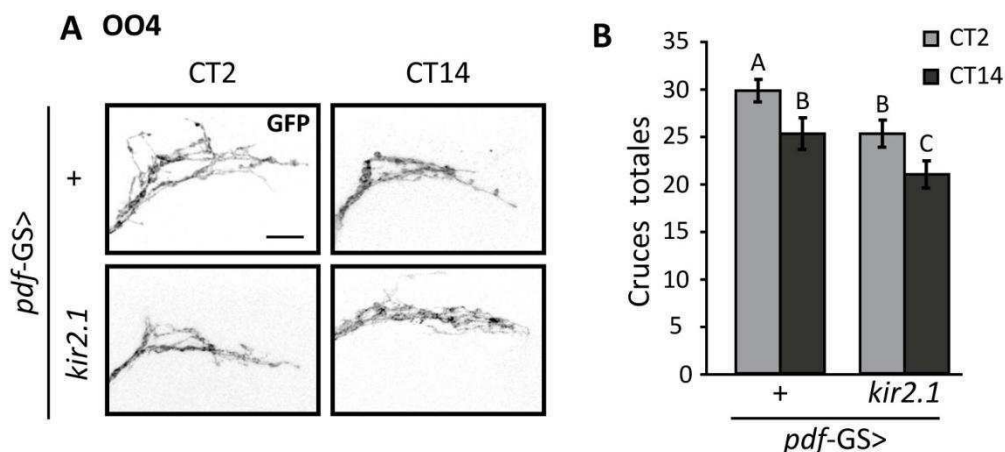 A OO4
CT2 CT14
GFP
+
kir2.1
pdf-GS>
B
CT2
CT14
Cruces totales
35
30
25
20
15
10
5
0
A
B
B
C
+ kir2.1
pdf-GS>